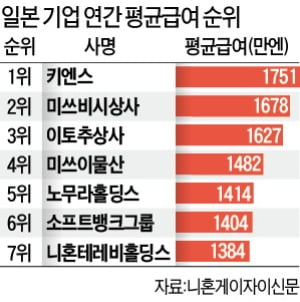 일본 기업 연간 평균급여 순위
순위 사명 평균급여(만엔)
1위 키엔스 1751
2위 미쓰비시상사 1678
3위 이토추상사 1627
4위 미쓰이물산 1482
5위 노무라홀딩스 1414
6위 소프트뱅크그룹 1404
7위 니혼테레비홀딩스 1384
자료:니혼게이자이신문